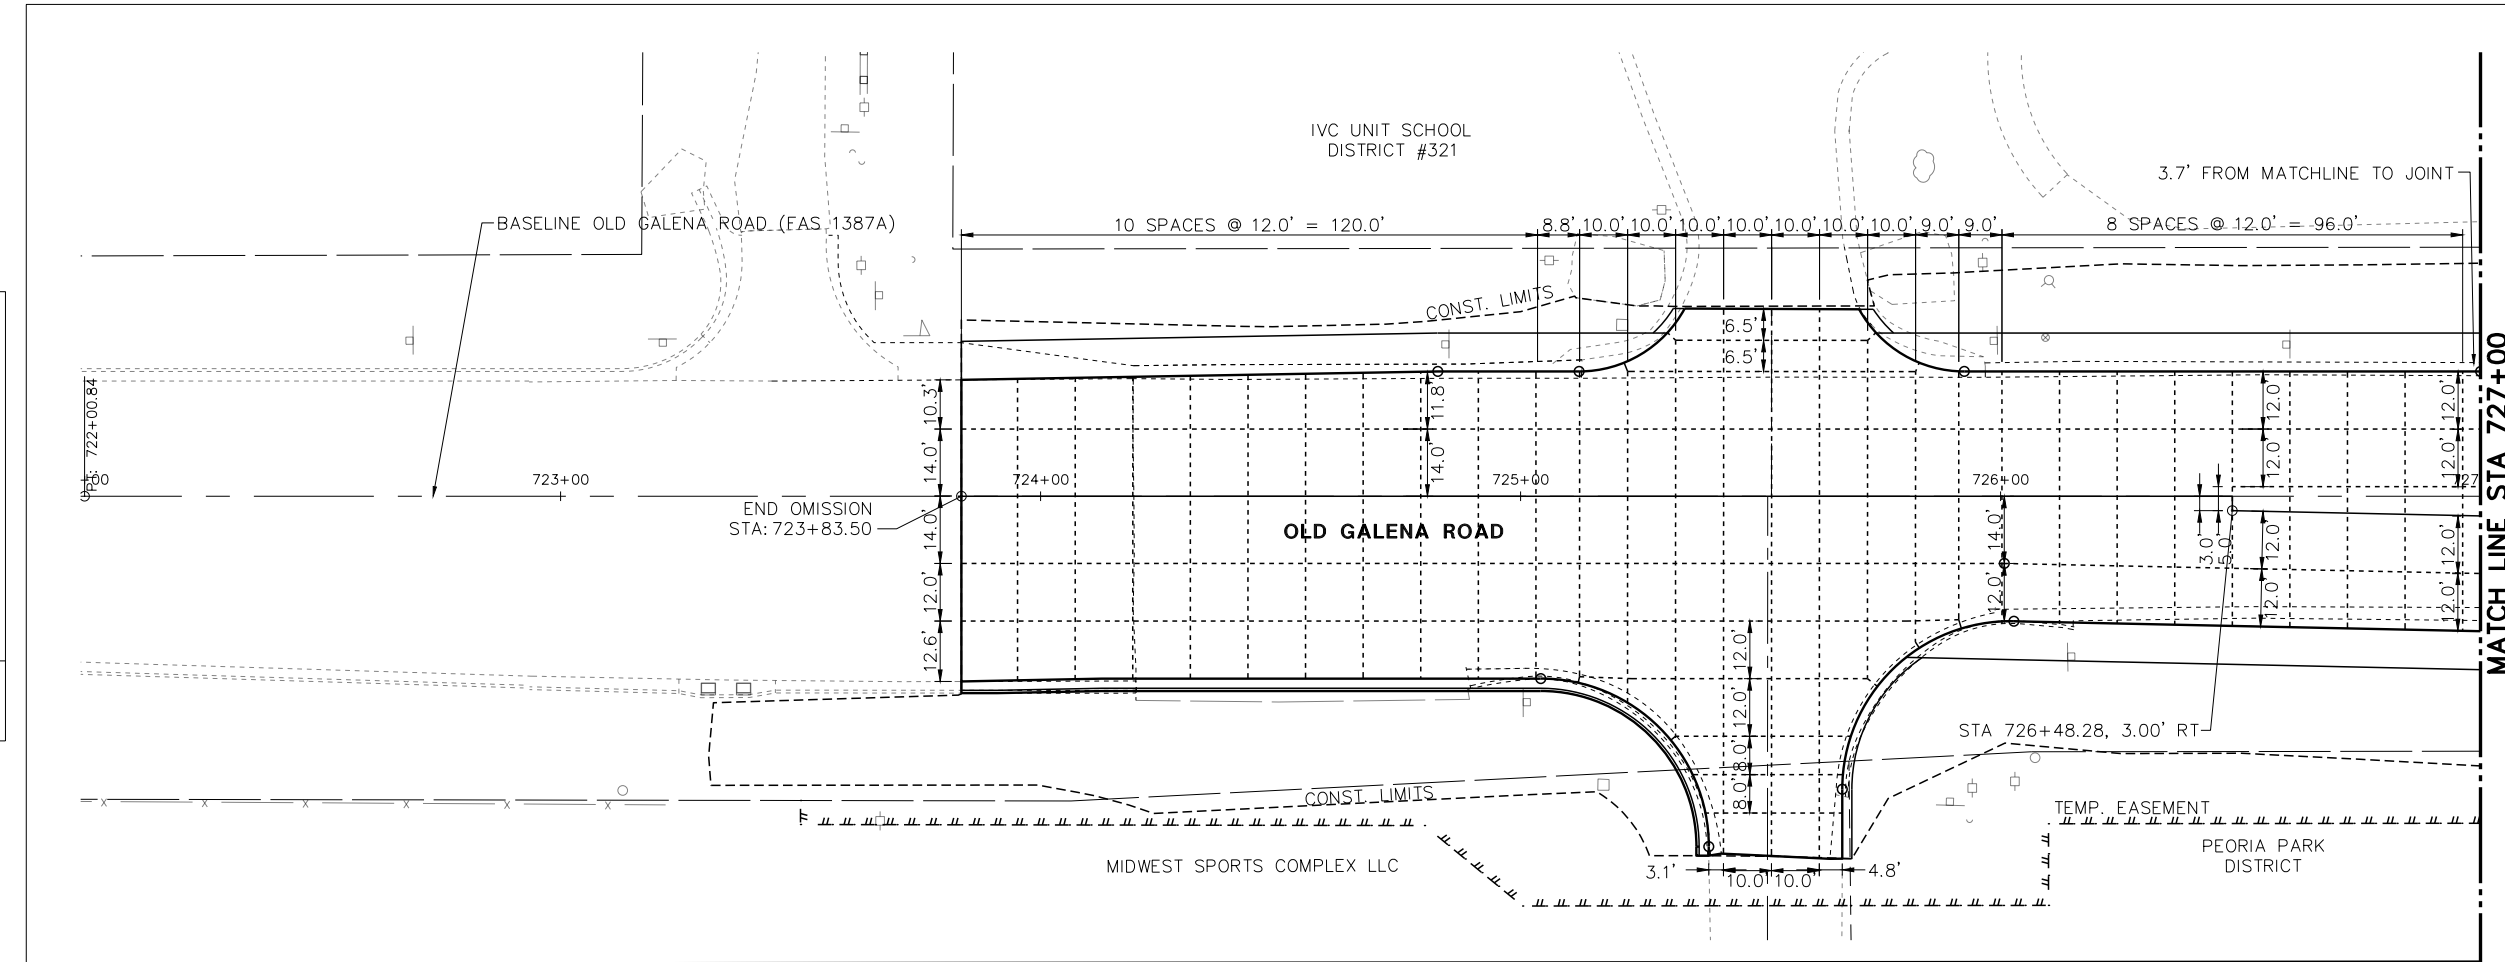 IVC UNIT SCHOOL
DISTRICT #321
3.7' FROM MATCHLINE TO JOINT
BASELINE OLD GALENA ROAD (FAS 1387A)
10 SPACES @ 12.0' = 120.0'
8.8'
10.0'
10.0'
10.0'
10.0'
10.0'
10.0'
10.0'
9.0'
9.0'
8 SPACES @ 12.0' = 96.0'
CONST. LIMITS
6.5'
6.5'
PI: 722+00.84
10.3'
11.8'
12.0'
12.0'
14.0'
14.0'
12.0'
12.0'
00
723+00
724+00
725+00
726+00
27
END OMISSION
STA: 723+83.50
OLD GALENA ROAD
14.0'
14.0'
3.0'
5.0'
12.0'
12.0'
12.0'
12.0'
12.0'
12.0'
12.6'
12.0'
12.0'
8.0'
8.0'
MATCH LINE STA 727+00
STA 726+48.28, 3.00' RT
CONST. LIMITS
TEMP. EASEMENT
PEORIA PARK
DISTRICT
MIDWEST SPORTS COMPLEX LLC
3.1'
10.0'
10.0'
4.8'